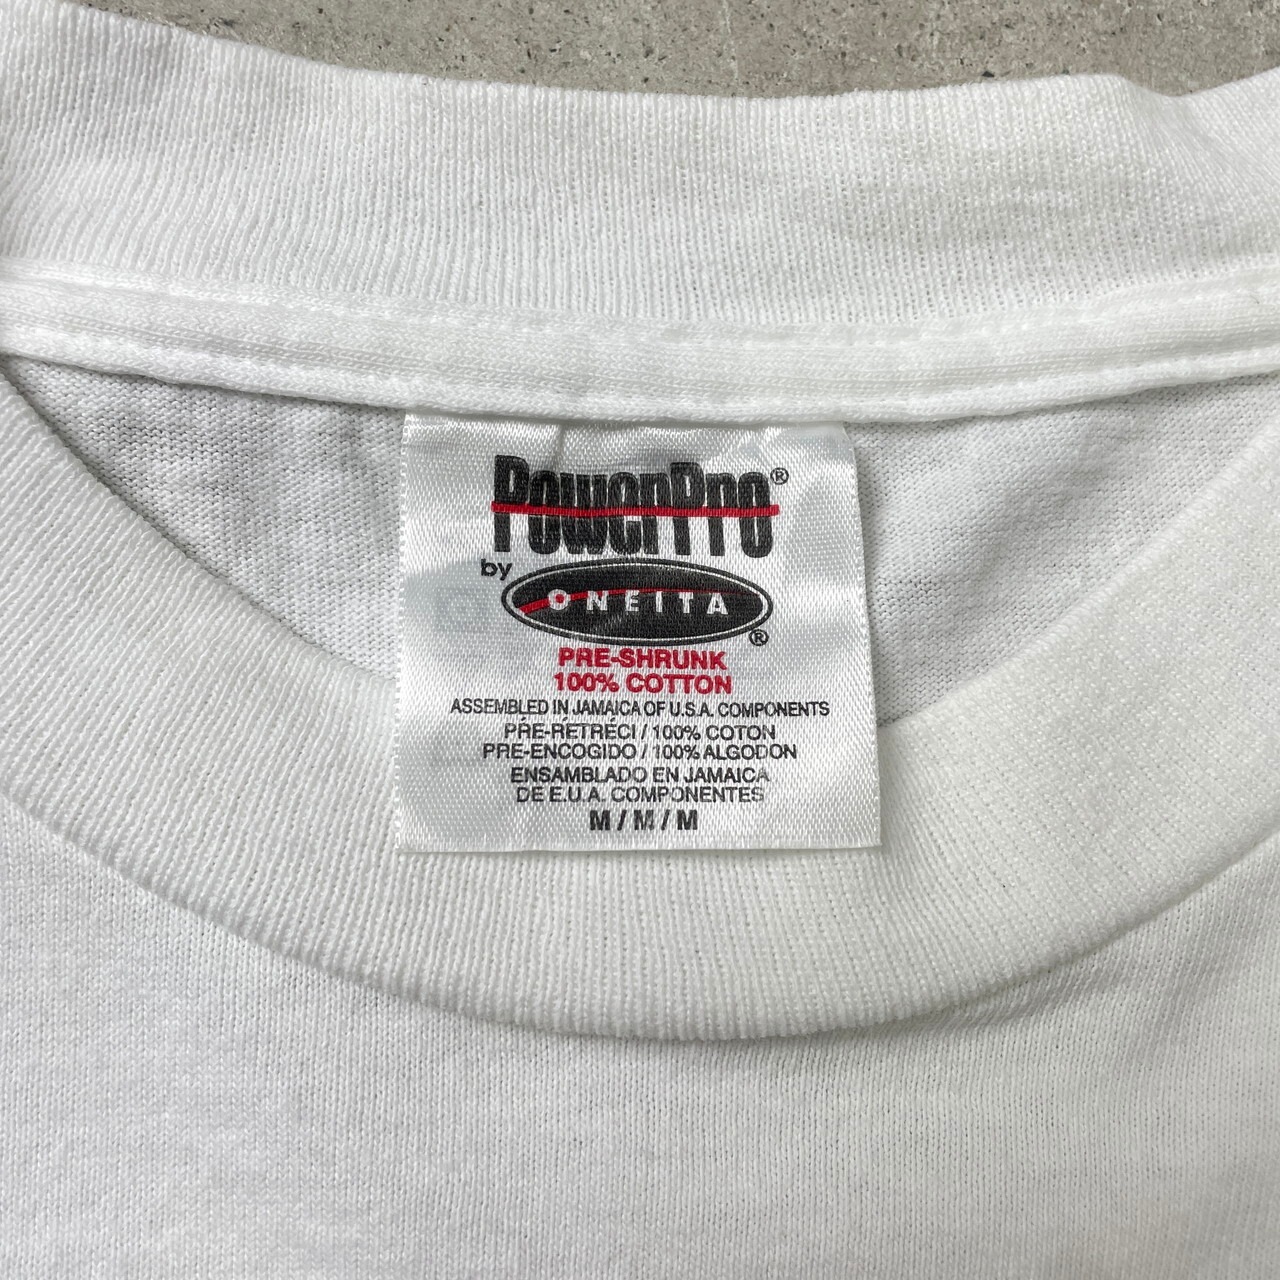 PowerPro®
by ONEITA®
PRE-SHRUNK
100% COTTON
ASSEMBLED IN JAMAICA OF U.S.A. COMPONENTS
PRÉ-RÉTRÉCI / 100% COTON
PRE-ENCOGIDO / 100% ALGODON
ENSAMBLADO EN JAMAICA
DE E.U.A. COMPONENTES
M / M / M